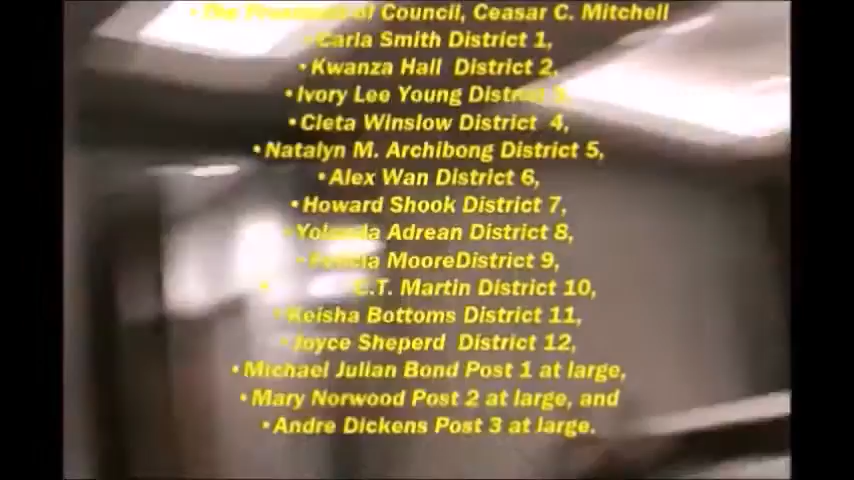 • The President of Council, Ceasar C. Mitchell
• Carla Smith District 1,
• Kwanza Hall District 2,
• Ivory Lee Young District 3,
• Cleta Winslow District 4,
• Natalyn M. Archibong District 5,
• Alex Wan District 6,
• Howard Shook District 7,
• Yolanda Adrean District 8,
• Felicia MooreDistrict 9,
• C.T. Martin District 10,
• Keisha Bottoms District 11,
• Joyce Sheperd District 12,
• Michael Julian Bond Post 1 at large,
• Mary Norwood Post 2 at large, and
• Andre Dickens Post 3 at large.